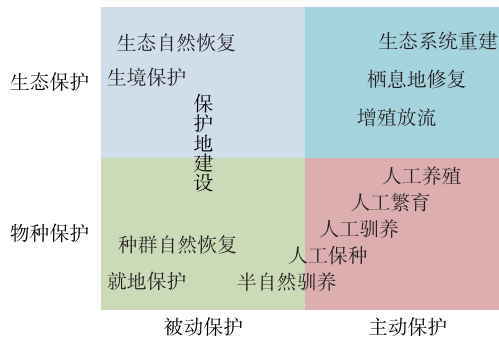 生态自然恢复
生态系统重建
生态保护
生境保护
栖息地修复
保护地建设
增殖放流
人工养殖
人工繁育
物种保护
人工驯养
种群自然恢复
人工保种
就地保护
半自然驯养
被动保护
主动保护